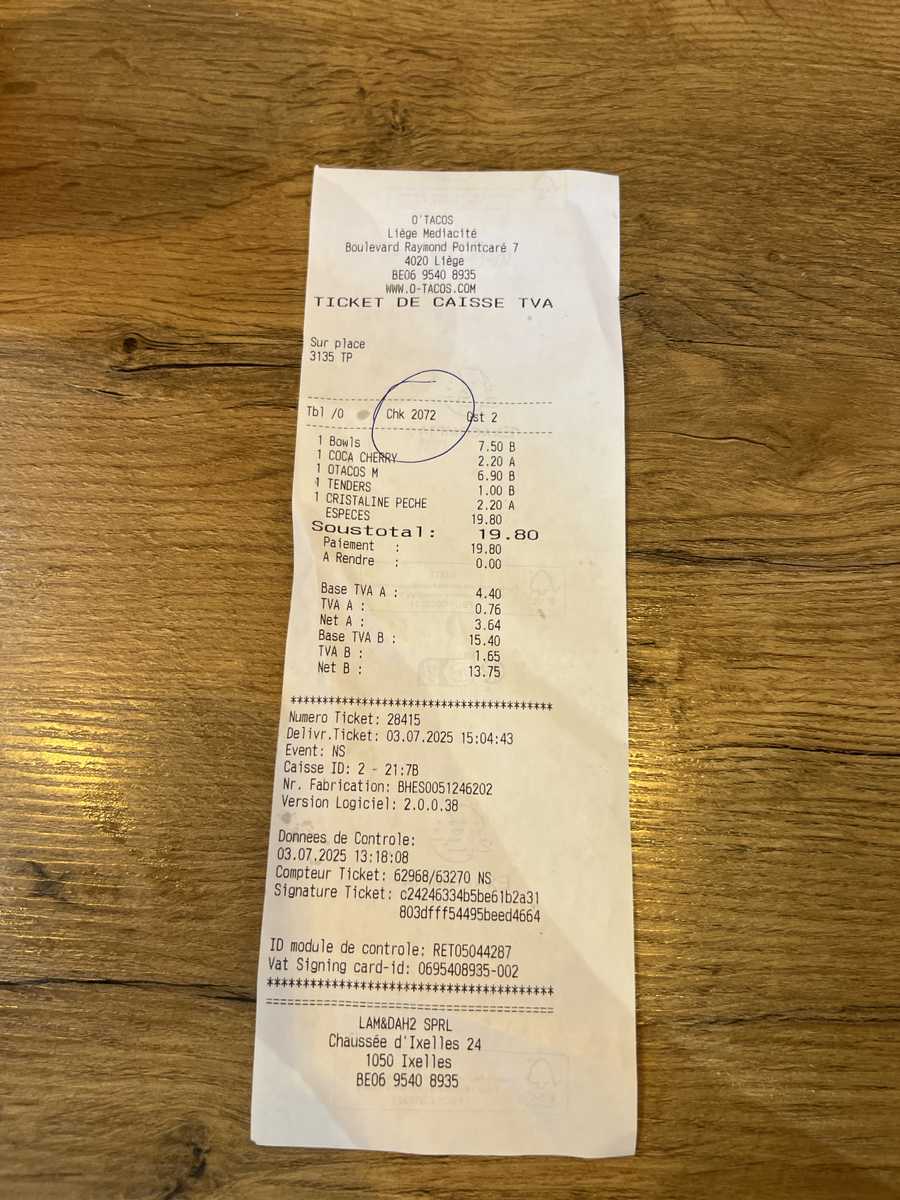 O'TACOS
Liège Mediacité
Boulevard Raymond Pointcaré 7
4020 Liège
BE06 9540 8935
WWW.O-TACOS.COM
TICKET DE CAISSE TVA
Sur place
3135 TP
Tbl /0 Chk 2072 Gst 2
1 Bowls 7.50 B
1 COCA CHERRY 2.20 A
1 OTACOS M 6.90 B
1 TENDERS 1.00 B
1 CRISTALINE PECHE 2.20 A
ESPECES 19.80
Soustotal: 19.80
Paiement : 19.80
A Rendre : 0.00
Base TVA A : 4.40
TVA A : 0.76
Net A : 3.64
Base TVA B : 15.40
TVA B : 1.65
Net B : 13.75
Numero Ticket: 28415
Delivr.Ticket: 03.07.2025 15:04:43
Event: NS
Caisse ID: 2 - 21:7B
Nr. Fabrication: BHES0051246202
Version Logiciel: 2.0.0.38
Donnees de Controle:
03.07.2025 13:18:08
Compteur Ticket: 62968/63270 NS
Signature Ticket: c24246334b5be61b2a31
803dfff54495beed4664
ID module de controle: RET05044287
Vat Signing card-id: 0695408935-002
LAM&DAH2 SPRL
Chaussée d'Ixelles 24
1050 Ixelles
BE06 9540 8935